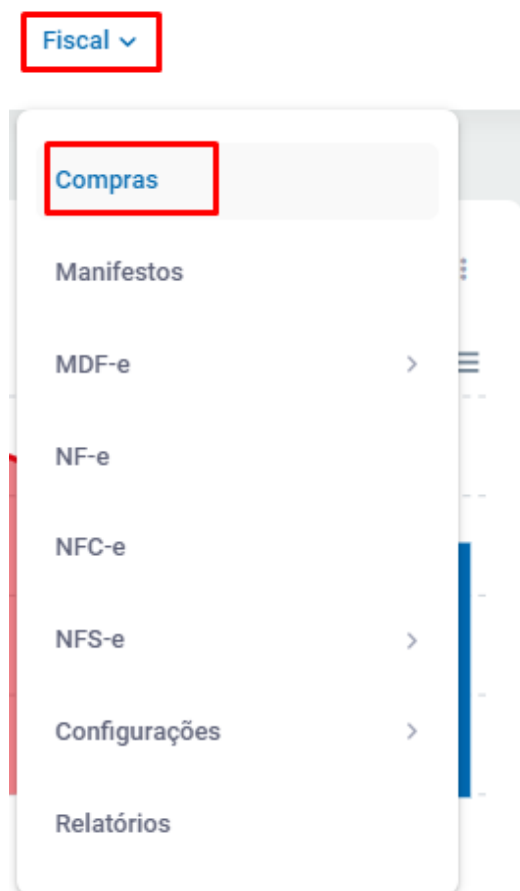 Fiscal
Compras
Manifestos
MDF-e
NF-e
NFC-e
NFS-e
Configurações
Relatórios